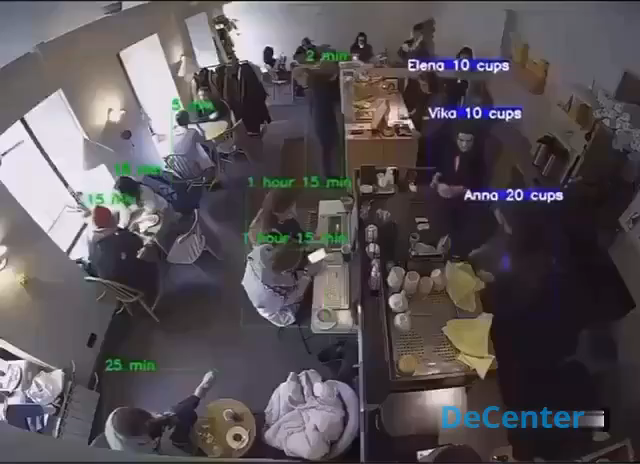 2 min
Elena 10 cups
5 min
Vika 10 cups
15 min
1 hour 15 min
Anna 20 cups
15 min
1 hour 15 min
25 min
DeCenter